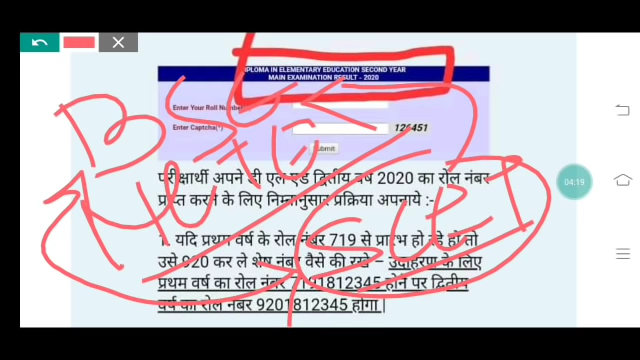 DIPLOMA IN ELEMENTARY EDUCATION SECOND YEAR
MAIN EXAMINATION RESULT - 2020
Enter Your Roll Number
Enter Captcha(*)
126451
Submit
परीक्षार्थी अपने डी एल एड द्वितीय वर्ष 2020 का रोल नंबर
प्राप्त करने के लिए निम्नानुसार प्रक्रिया अपनाये :-
04:19
1. यदि प्रथम वर्ष के रोल नंबर 719 से प्रारंभ हो रहे हो तो
उसे 920 कर ले शेष नंबर वैसे की रखे – उदाहरण के लिए
प्रथम वर्ष का रोल नंबर 7191812345 होने पर द्वितीय
वर्ष का रोल नंबर 9201812345 होगा |